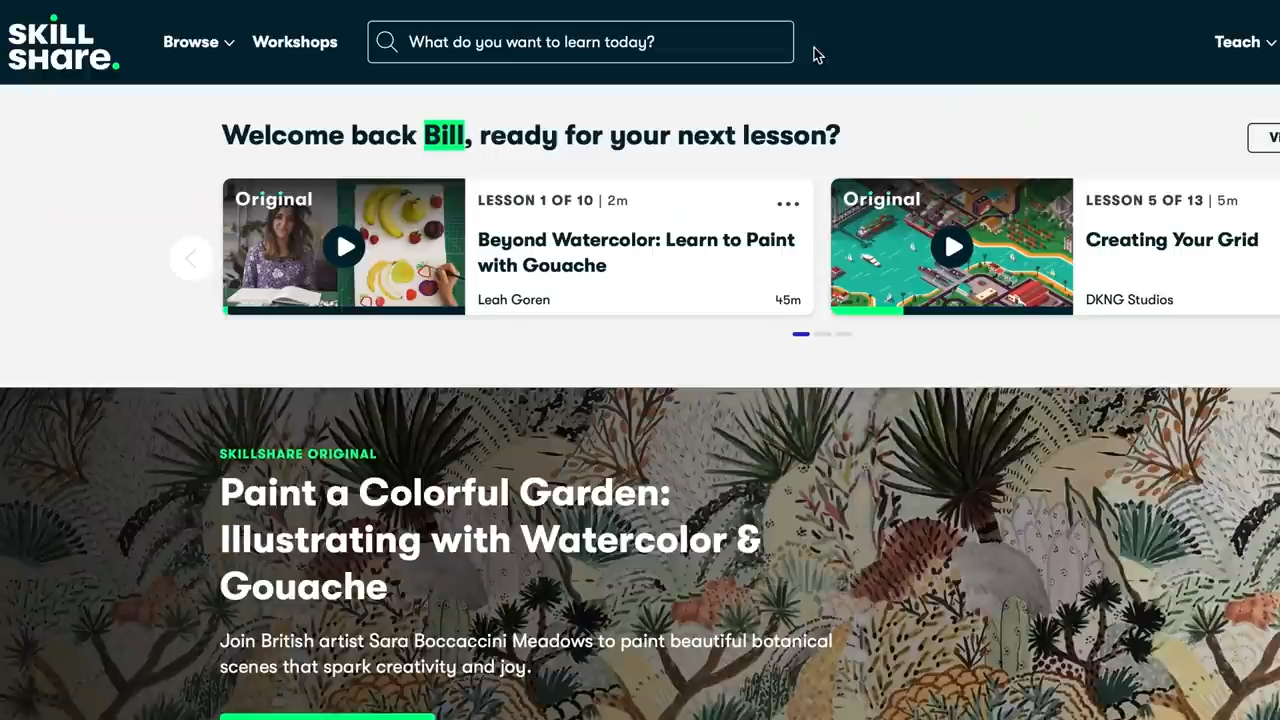 SKILL
SHARE.
Browse
Workshops
What do you want to learn today?
Teach
Welcome back Bill, ready for your next lesson?
Original
LESSON 1 OF 10 | 2m
Beyond Watercolor: Learn to Paint
with Gouache
Leah Goren
45m
Original
LESSON 5 OF 13 | 5m
Creating Your Grid
DKNG Studios
SKILLSHARE ORIGINAL
Paint a Colorful Garden:
Illustrating with Watercolor &
Gouache
Join British artist Sara Boccaccini Meadows to paint beautiful botanical
scenes that spark creativity and joy.